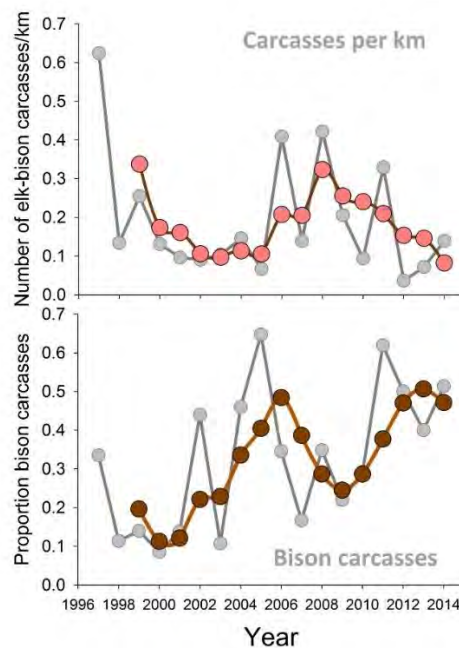 Carcasses per km
Number of elk-bison carcasses/km
0.7
0.6
0.5
0.4
0.3
0.2
0.1
0.0
Proportion bison carcasses
0.7
0.6
0.5
0.4
0.3
0.2
0.1
0.0
Bison carcasses
1996 1998 2000 2002 2004 2006 2008 2010 2012 2014
Year